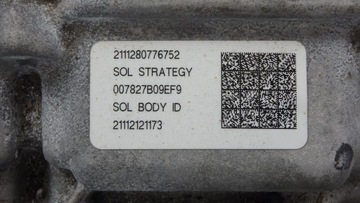 2111280776752
SOL STRATEGY
007827B09EF9
SOL BODY ID
21112121173